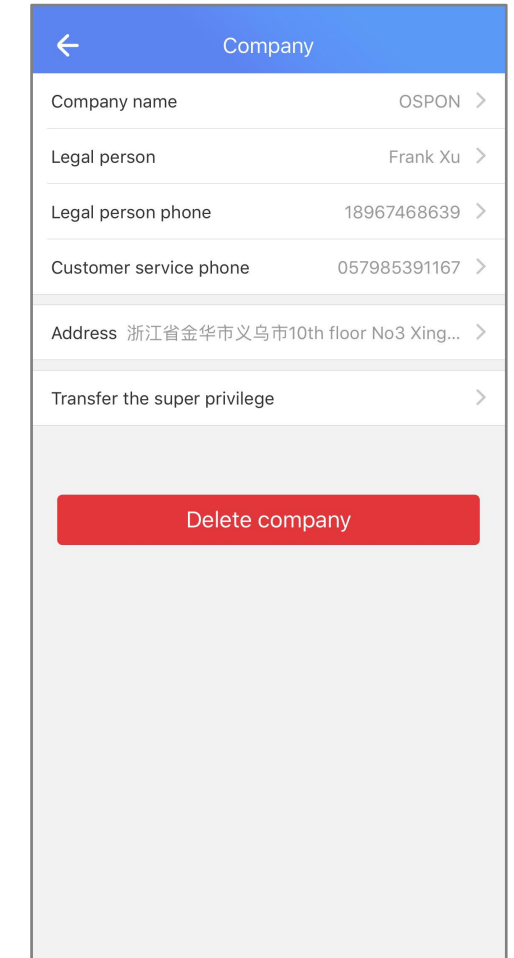 Company
Company name OSPON
Legal person Frank Xu
Legal person phone 18967468639
Customer service phone 057985391167
Address 浙江省金华市义乌市10th floor No3 Xing...
Transfer the super privilege
Delete company